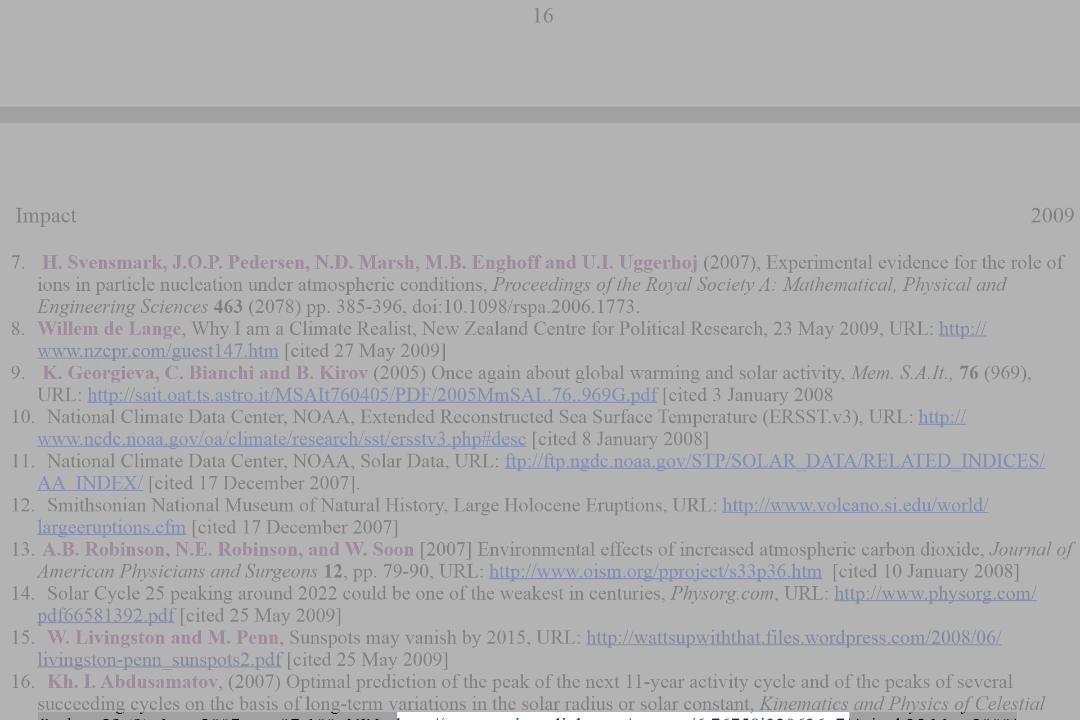 16
Impact 2009
7. H. Svensmark, J.O.P. Pedersen, N.D. Marsh, M.B. Enghoff and U.I. Uggerhoj (2007), Experimental evidence for the role of
ions in particle nucleation under atmospheric conditions, Proceedings of the Royal Society A: Mathematical, Physical and
Engineering Sciences 463 (2078) pp. 385-396, doi:10.1098/rspa.2006.1773.
8. Willem de Lange, Why I am a Climate Realist, New Zealand Centre for Political Research, 23 May 2009, URL: http://
www.nzcpr.com/guest147.htm [cited 27 May 2009]
9. K. Georgieva, C. Bianchi and B. Kirov (2005) Once again about global warming and solar activity, Mem. S.A.It., 76 (969),
URL: http://sait.oat.ts.astro.it/MSAIt760405/PDF/2005MmSAI..76..969G.pdf [cited 3 January 2008
10. National Climate Data Center, NOAA, Extended Reconstructed Sea Surface Temperature (ERSST.v3), URL: http://
www.ncdc.noaa.gov/oa/climate/research/sst/ersstv3.php#desc [cited 8 January 2008]
11. National Climate Data Center, NOAA, Solar Data, URL: ftp://ftp.ngdc.noaa.gov/STP/SOLAR_DATA/RELATED_INDICES/
AA_INDEX/ [cited 17 December 2007].
12. Smithsonian National Museum of Natural History, Large Holocene Eruptions, URL: http://www.volcano.si.edu/world/
largeeruptions.cfm [cited 17 December 2007]
13. A.B. Robinson, N.E. Robinson, and W. Soon [2007] Environmental effects of increased atmospheric carbon dioxide, Journal of
American Physicians and Surgeons 12, pp. 79-90, URL: http://www.oism.org/pproject/s33p36.htm [cited 10 January 2008]
14. Solar Cycle 25 peaking around 2022 could be one of the weakest in centuries, Physorg.com, URL: http://www.physorg.com/
pdf66581392.pdf [cited 25 May 2009]
15. W. Livingston and M. Penn, Sunspots may vanish by 2015, URL: http://wattsupwiththat.files.wordpress.com/2008/06/
livingston-penn_sunspots2.pdf [cited 25 May 2009]
16. Kh. I. Abdusamatov, (2007) Optimal prediction of the peak of the next 11-year activity cycle and of the peaks of several
succeeding cycles on the basis of long-term variations in the solar radius or solar constant, Kinematics and Physics of Celestial